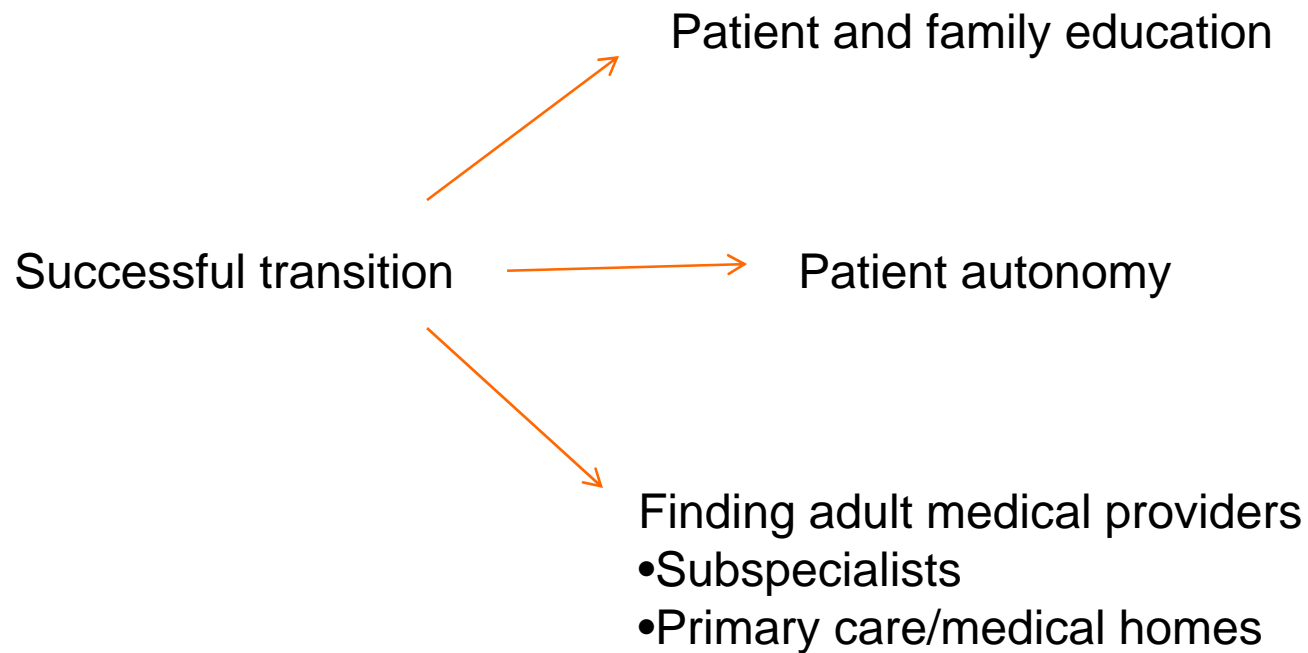 Patient and family education
Successful transition
Patient autonomy
Finding adult medical providers
•Subspecialists
•Primary care/medical homes